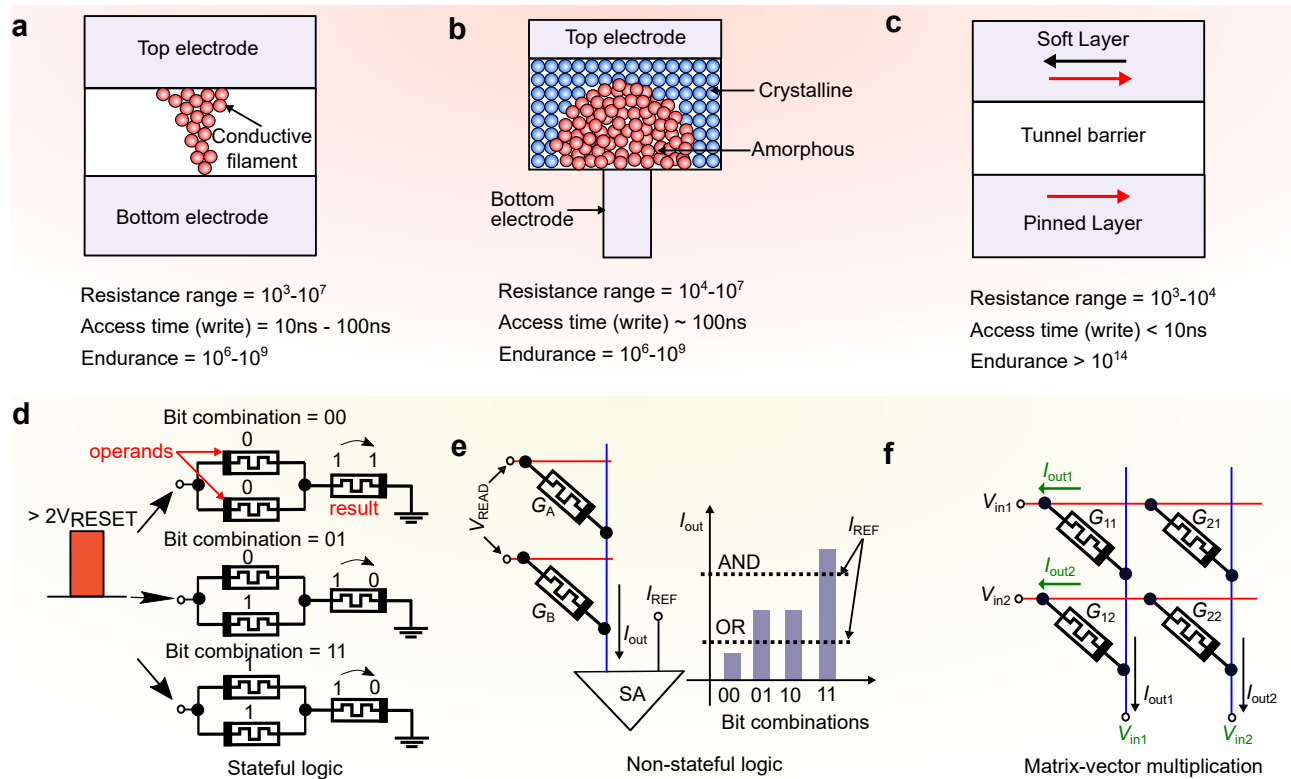 a
Top electrode
Conductive
filament
Bottom electrode
Resistance range = 10³-10⁷
Access time (write) = 10ns - 100ns
Endurance = 10⁶-10⁹
b
Top electrode
Crystalline
Amorphous
Bottom
electrode
Resistance range = 10⁴-10⁷
Access time (write) ~ 100ns
Endurance = 10⁶-10⁹
c
Soft Layer
Tunnel barrier
Pinned Layer
Resistance range = 10³-10⁴
Access time (write) < 10ns
Endurance > 10¹⁴
d
Bit combination = 00
operands
0
0
1 1
result
> 2V_RESET
Bit combination = 01
0
1
1 0
Bit combination = 11
1
1
1 0
Stateful logic
e
V_READ
G_A
G_B
I_out
I_REF
SA
I_out
I_REF
AND
OR
00 01 10 11
Bit combinations
Non-stateful logic
f
I_out1
V_in1
G_11
G_21
I_out2
V_in2
G_12
G_22
I_out1
I_out2
V_in1
V_in2
Matrix-vector multiplication